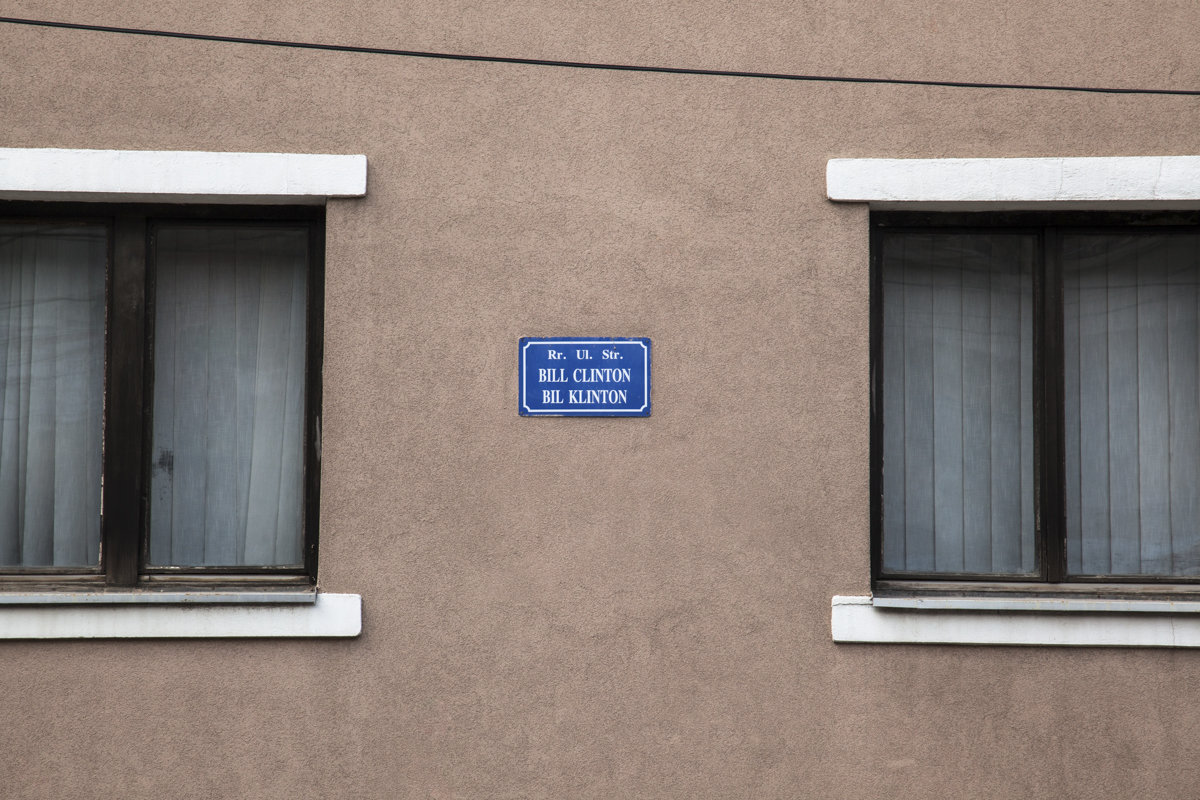 Rr. Ul. Str.
BILL CLINTON
BIL KLINTON